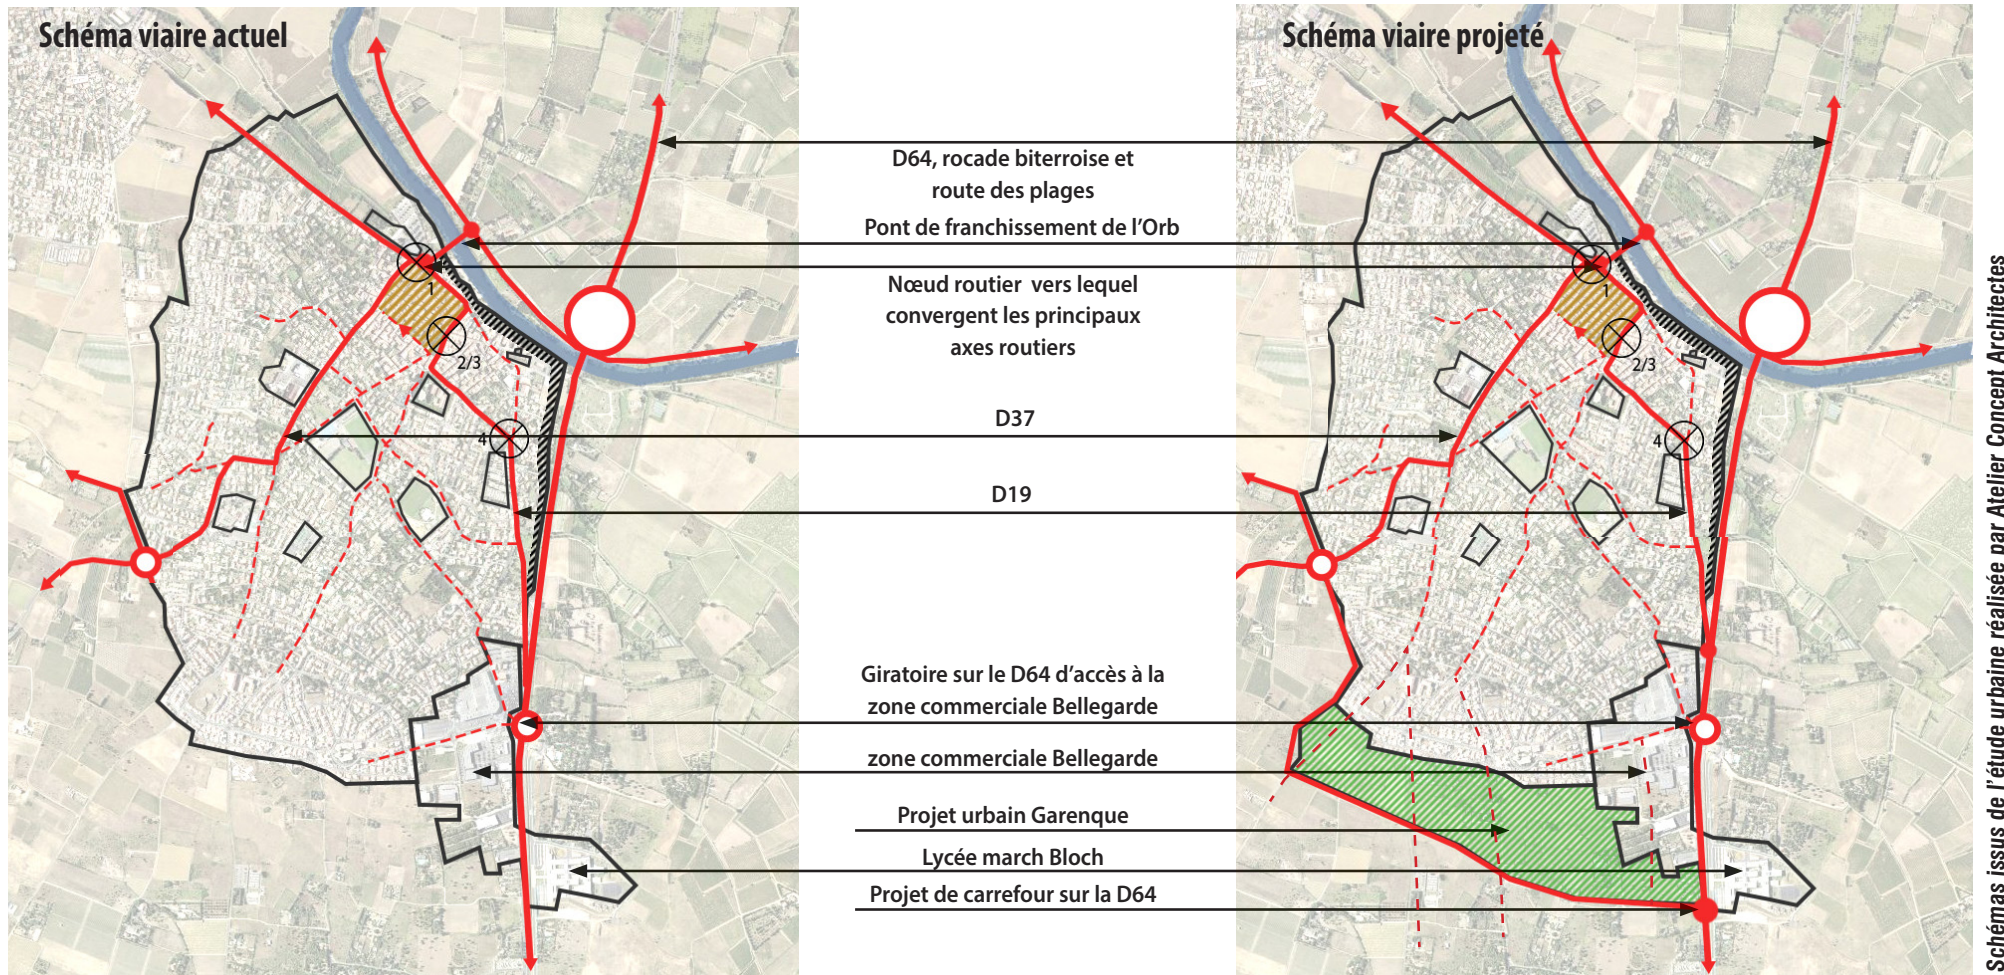 Schéma viaire actuel
Schéma viaire projeté
D64, rocade biterroise et
route des plages
Pont de franchissement de l'Orb
Nœud routier vers lequel
convergent les principaux
axes routiers
D37
D19
Giratoire sur le D64 d'accès à la
zone commerciale Bellegarde
zone commerciale Bellegarde
Projet urbain Garenque
Lycée march Bloch
Projet de carrefour sur la D64
1
2/3
4
1
2/3
4
Schémas issus de l'étude urbaine réalisée par Atelier Concept Architectes